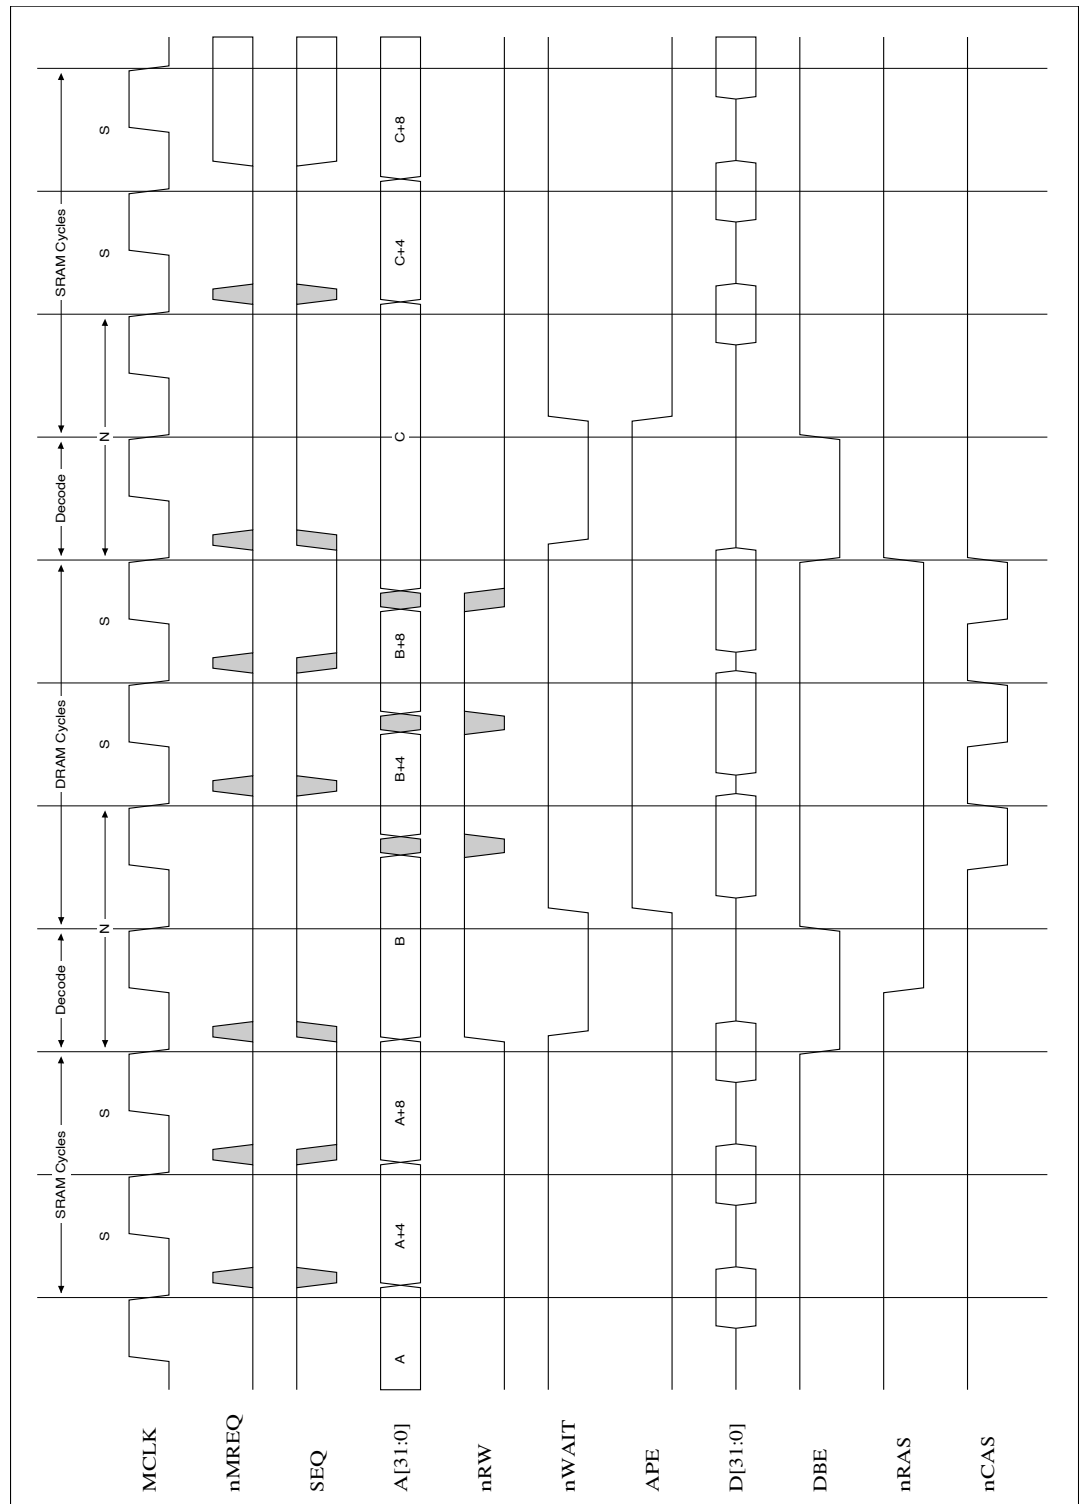 SRAM Cycles
Decode
DRAM Cycles
Decode
SRAM Cycles
S
S
N
S
S
N
S
S
MCLK
nMREQ
SEQ
A[31:0]
A
A+4
A+8
B
B+4
B+8
C
C+4
C+8
nRW
nWAIT
APE
D[31:0]
DBE
nRAS
nCAS